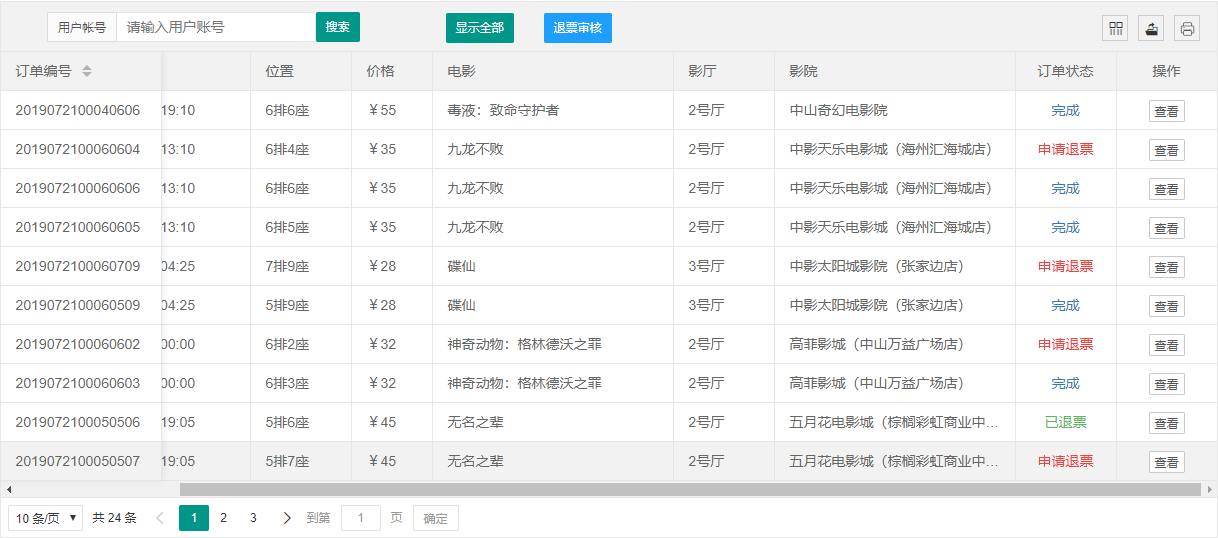 用户帐号 请输入用户账号 搜索 显示全部 退票审核
订单编号 位置 价格 电影 影厅 影院 订单状态 操作
2019072100040606 19:10 6排6座 ￥55 毒液：致命守护者 2号厅 中山奇幻电影院 完成 查看
2019072100060604 13:10 6排4座 ￥35 九龙不败 2号厅 中影天乐电影城（海州汇海城店） 申请退票 查看
2019072100060606 13:10 6排6座 ￥35 九龙不败 2号厅 中影天乐电影城（海州汇海城店） 完成 查看
2019072100060605 13:10 6排5座 ￥35 九龙不败 2号厅 中影天乐电影城（海州汇海城店） 完成 查看
2019072100060709 04:25 7排9座 ￥28 碟仙 3号厅 中影太阳城影院（张家边店） 申请退票 查看
2019072100060509 04:25 5排9座 ￥28 碟仙 3号厅 中影太阳城影院（张家边店） 完成 查看
2019072100060602 00:00 6排2座 ￥32 神奇动物：格林德沃之罪 2号厅 高菲影城（中山万益广场店） 申请退票 查看
2019072100060603 00:00 6排3座 ￥32 神奇动物：格林德沃之罪 2号厅 高菲影城（中山万益广场店） 完成 查看
2019072100050506 19:05 5排6座 ￥45 无名之辈 2号厅 五月花电影城（棕榈彩虹商业中... 已退票 查看
2019072100050507 19:05 5排7座 ￥45 无名之辈 2号厅 五月花电影城（棕榈彩虹商业中... 申请退票 查看
10 条/页 共 24 条 1 2 3 到第 1 页 确定